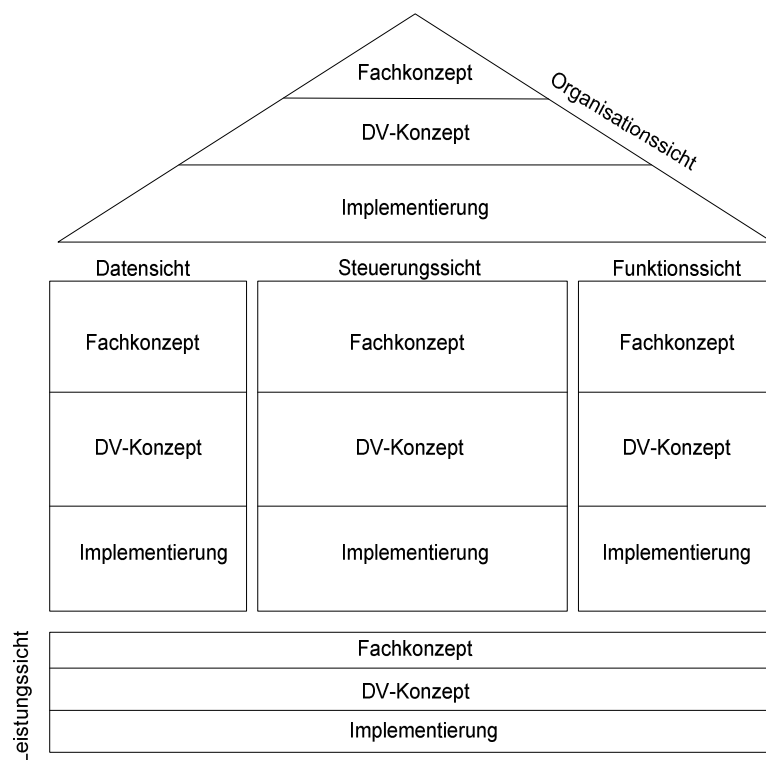 Fachkonzept
Organisationssicht
DV-Konzept
Implementierung
Datensicht Steuerungssicht Funktionssicht
Fachkonzept Fachkonzept Fachkonzept
DV-Konzept DV-Konzept DV-Konzept
Implementierung Implementierung Implementierung
Leistungssicht
Fachkonzept
DV-Konzept
Implementierung